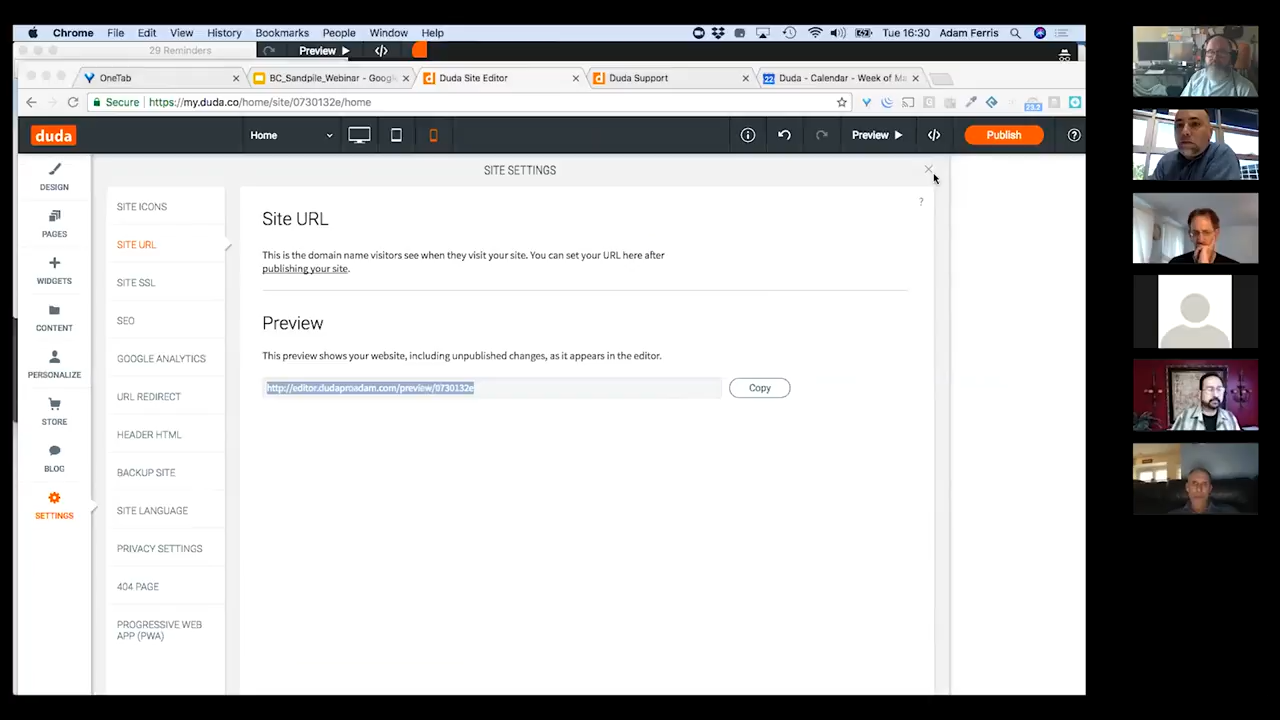 Chrome File Edit View History Bookmarks People Window Help Tue 16:30 Adam Ferris
29 Reminders Preview
OneTab BC_Sandpile_Webinar - Googl Duda Site Editor Duda Support 22 Duda - Calendar - Week of Ma
Secure https://my.duda.co/home/site/0730132e/home
duda Home Preview Publish
SITE SETTINGS
DESIGN
PAGES
WIDGETS
CONTENT
PERSONALIZE
STORE
BLOG
SETTINGS
SITE ICONS
SITE URL
SITE SSL
SEO
GOOGLE ANALYTICS
URL REDIRECT
HEADER HTML
BACKUP SITE
SITE LANGUAGE
PRIVACY SETTINGS
404 PAGE
PROGRESSIVE WEB
APP (PWA)
?
Site URL
This is the domain name visitors see when they visit your site. You can set your URL here after
publishing your site.
Preview
This preview shows your website, including unpublished changes, as it appears in the editor.
http://editor.dudaproadam.com/preview/0730132e Copy